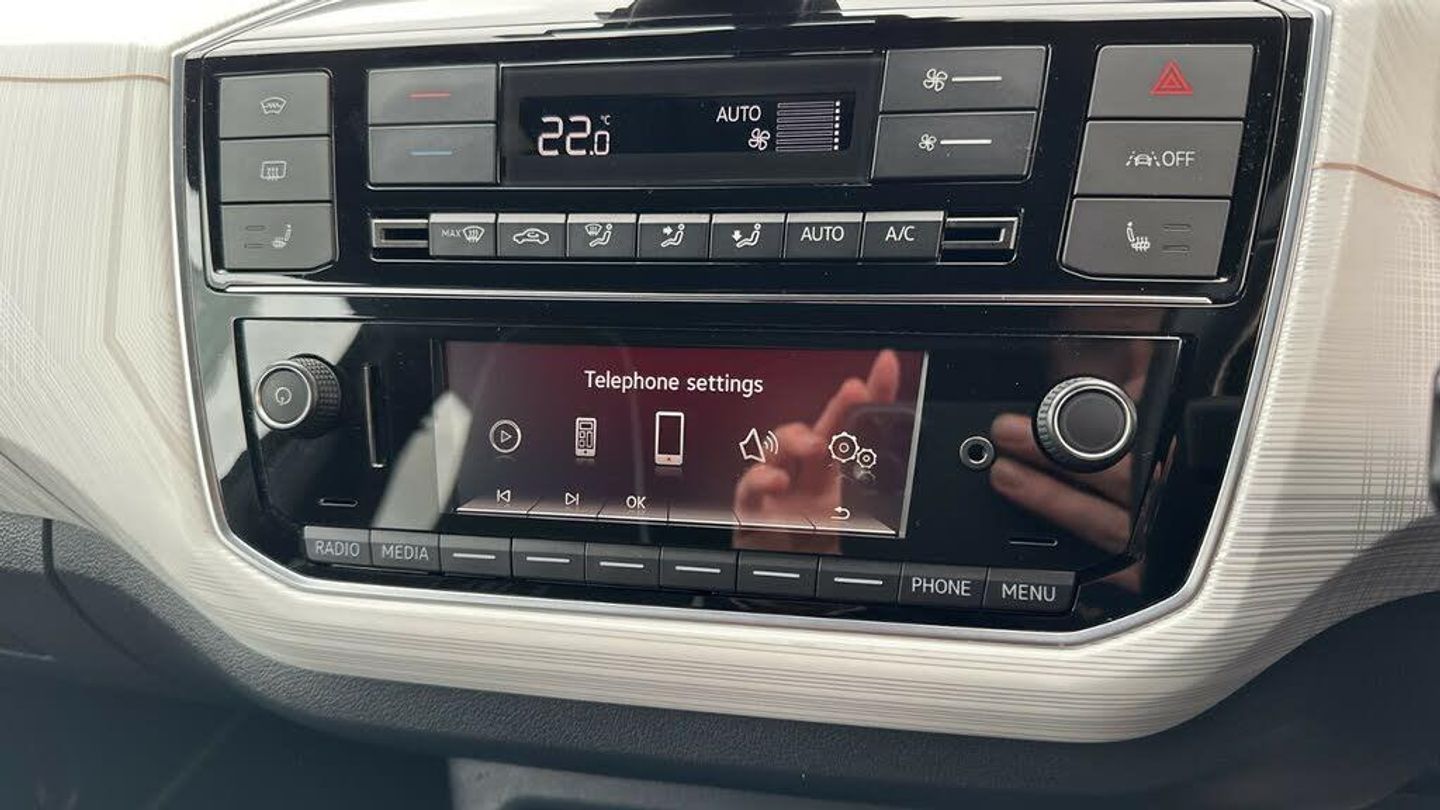 22.0 °C
AUTO
OFF
MAX
AUTO
A/C
Telephone settings
OK
RADIO
MEDIA
PHONE
MENU